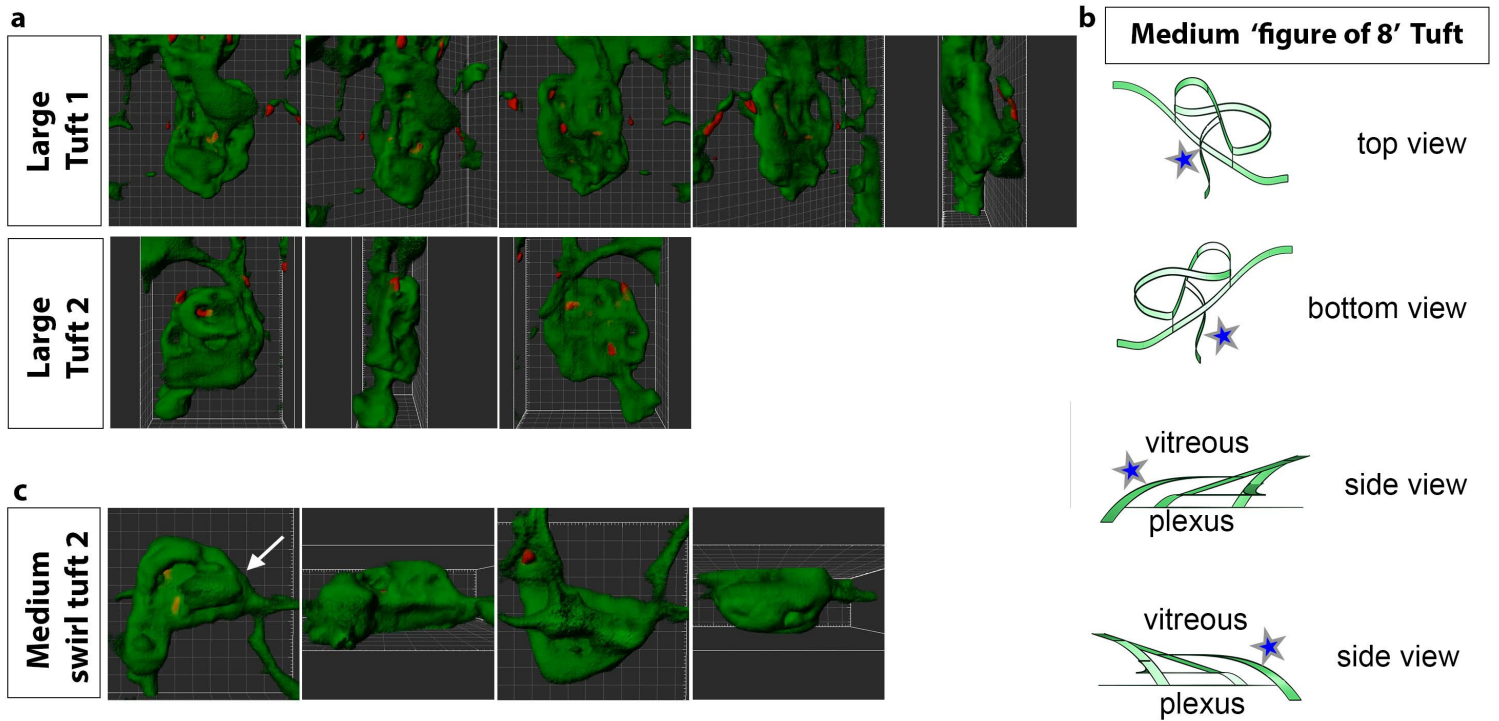 a
Large
Tuft 1
Large
Tuft 2
b
Medium ‘figure of 8’ Tuft
top view
bottom view
vitreous
side view
plexus
vitreous
side view
plexus
c
Medium
swirl tuft 2